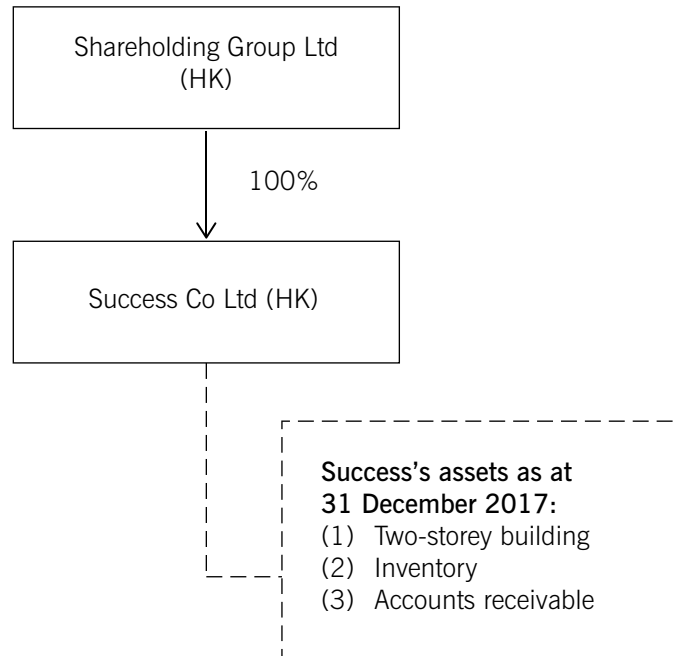 Shareholding Group Ltd
(HK)
100%
Success Co Ltd (HK)
Success’s assets as at
31 December 2017:
(1) Two-storey building
(2) Inventory
(3) Accounts receivable